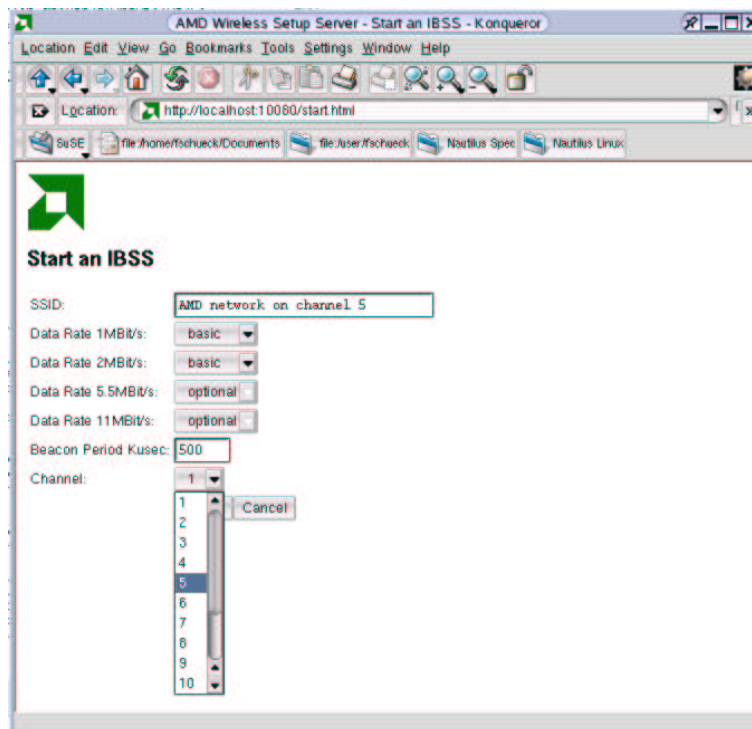 AMD Wireless Setup Server - Start an IBSS - Konqueror
Location Edit View Go Bookmarks Tools Settings Window Help
Location: http://localhost:10080/start.html
SuSE file:/home/fschueck/Documents file:/user/fschueck Nautilus Spec Nautilus Linux
Start an IBSS
SSID: AMD network on channel 5
Data Rate 1MBit/s: basic
Data Rate 2MBit/s: basic
Data Rate 5.5MBit/s: optional
Data Rate 11MBit/s: optional
Beacon Period Kusec: 500
Channel: 1
1
Cancel
2
3
4
5
6
7
8
9
10